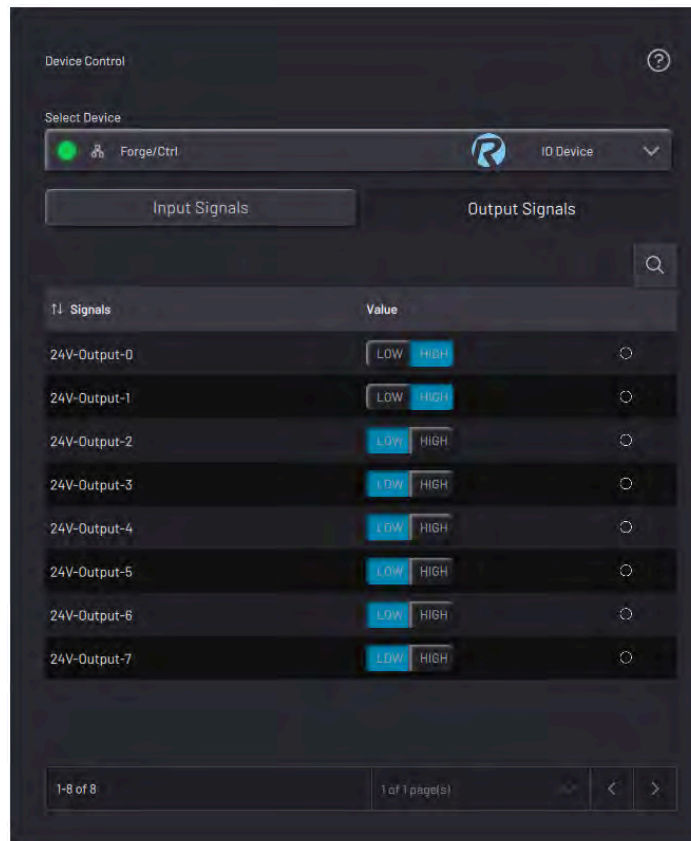 Device Control
Select Device
Forge/Ctrl R IO Device
Input Signals Output Signals
Signals Value
24V-Output-0 LOW HIGH
24V-Output-1 LOW HIGH
24V-Output-2 LOW HIGH
24V-Output-3 LOW HIGH
24V-Output-4 LOW HIGH
24V-Output-5 LOW HIGH
24V-Output-6 LOW HIGH
24V-Output-7 LOW HIGH
1-8 of 8 1 of 1 page(s)